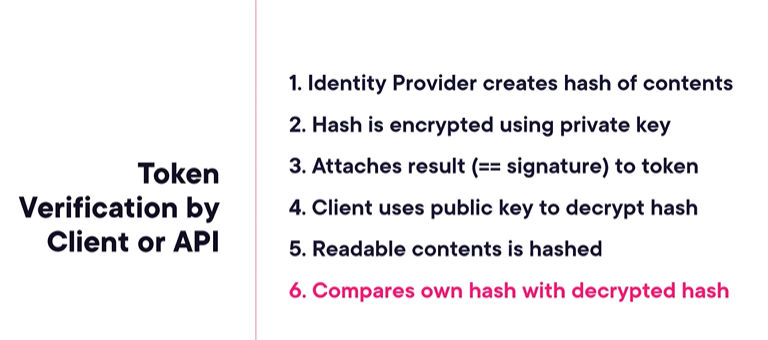 Token
Verification by
Client or API
1. Identity Provider creates hash of contents
2. Hash is encrypted using private key
3. Attaches result (== signature) to token
4. Client uses public key to decrypt hash
5. Readable contents is hashed
6. Compares own hash with decrypted hash